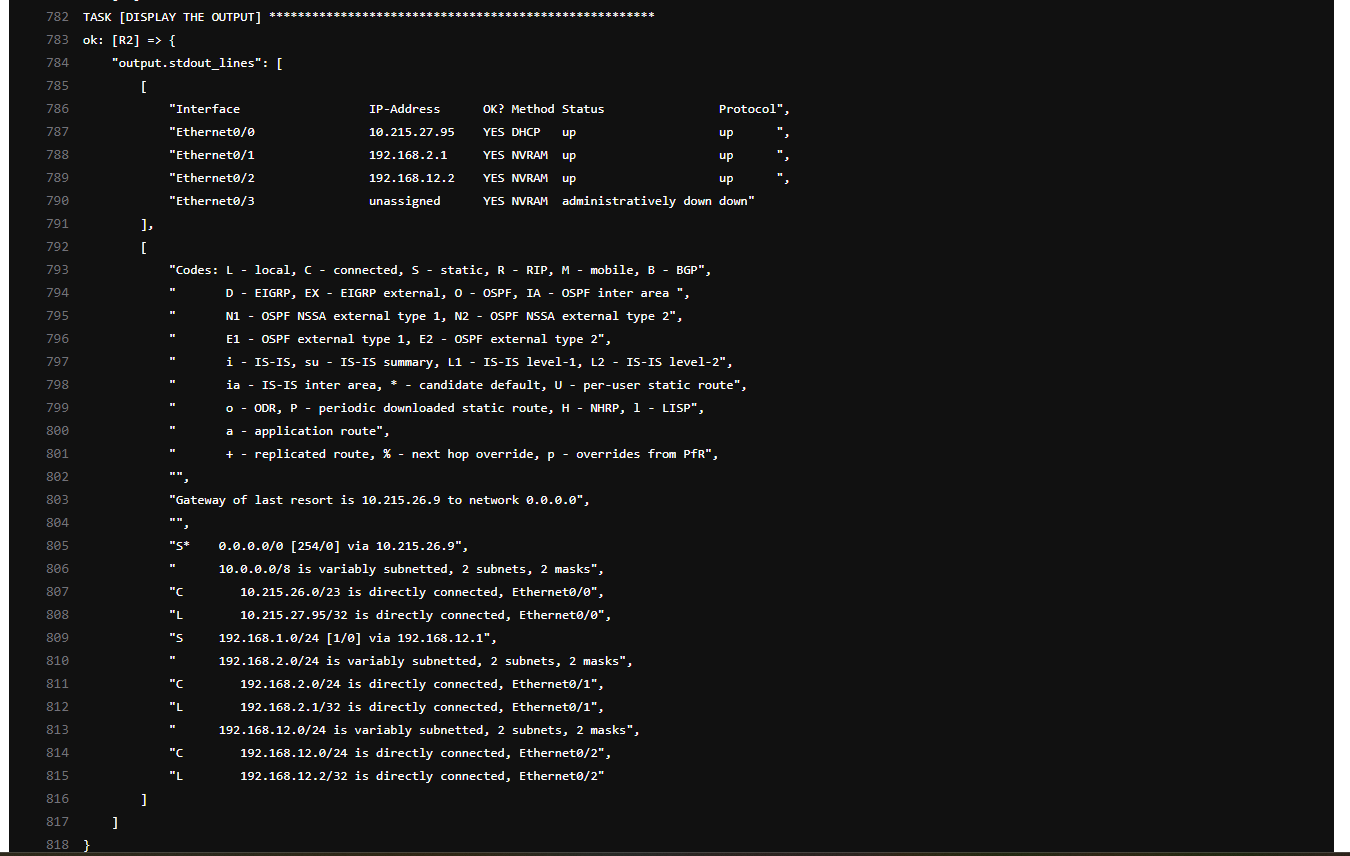 782 TASK [DISPLAY THE OUTPUT] ******************************************************
783 ok: [R2] => {
784     "output.stdout_lines": [
785         [
786             "Interface                  IP-Address      OK? Method Status                Protocol",
787             "Ethernet0/0                10.215.27.95    YES DHCP   up                    up      ",
788             "Ethernet0/1                192.168.2.1     YES NVRAM  up                    up      ",
789             "Ethernet0/2                192.168.12.2    YES NVRAM  up                    up      ",
790             "Ethernet0/3                unassigned      YES NVRAM  administratively down down"
791         ],
792         [
793             "Codes: L - local, C - connected, S - static, R - RIP, M - mobile, B - BGP",
794             "       D - EIGRP, EX - EIGRP external, O - OSPF, IA - OSPF inter area ",
795             "       N1 - OSPF NSSA external type 1, N2 - OSPF NSSA external type 2",
796             "       E1 - OSPF external type 1, E2 - OSPF external type 2",
797             "       i - IS-IS, su - IS-IS summary, L1 - IS-IS level-1, L2 - IS-IS level-2",
798             "       ia - IS-IS inter area, * - candidate default, U - per-user static route",
799             "       o - ODR, P - periodic downloaded static route, H - NHRP, l - LISP",
800             "       a - application route",
801             "       + - replicated route, % - next hop override, p - overrides from PfR",
802             "",
803             "Gateway of last resort is 10.215.26.9 to network 0.0.0.0",
804             "",
805             "S*    0.0.0.0/0 [254/0] via 10.215.26.9",
806             "      10.0.0.0/8 is variably subnetted, 2 subnets, 2 masks",
807             "C        10.215.26.0/23 is directly connected, Ethernet0/0",
808             "L        10.215.27.95/32 is directly connected, Ethernet0/0",
809             "S     192.168.1.0/24 [1/0] via 192.168.12.1",
810             "      192.168.2.0/24 is variably subnetted, 2 subnets, 2 masks",
811             "C        192.168.2.0/24 is directly connected, Ethernet0/1",
812             "L        192.168.2.1/32 is directly connected, Ethernet0/1",
813             "      192.168.12.0/24 is variably subnetted, 2 subnets, 2 masks",
814             "C        192.168.12.0/24 is directly connected, Ethernet0/2",
815             "L        192.168.12.2/32 is directly connected, Ethernet0/2"
816         ]
817     ]
818 }